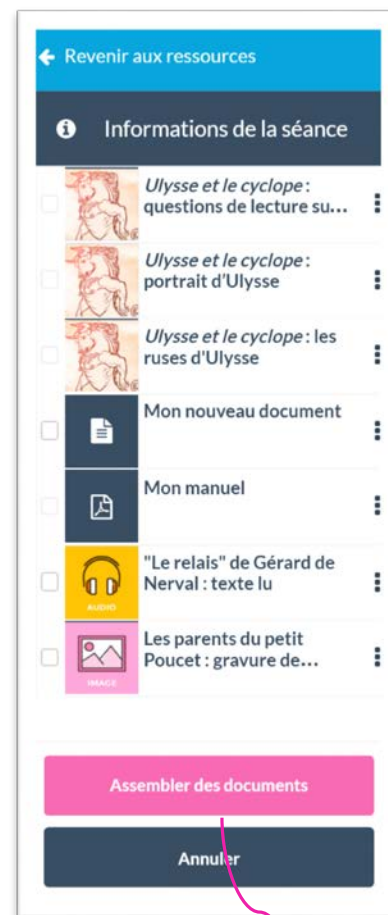 Revenir aux ressources
Informations de la séance
Ulysse et le cyclope :
questions de lecture su...
Ulysse et le cyclope :
portrait d'Ulysse
Ulysse et le cyclope : les
ruses d'Ulysse
Mon nouveau document
Mon manuel
"Le relais" de Gérard de
Nerval : texte lu
AUDIO
Les parents du petit
Poucet : gravure de...
IMAGE
Assembler des documents
Annuler